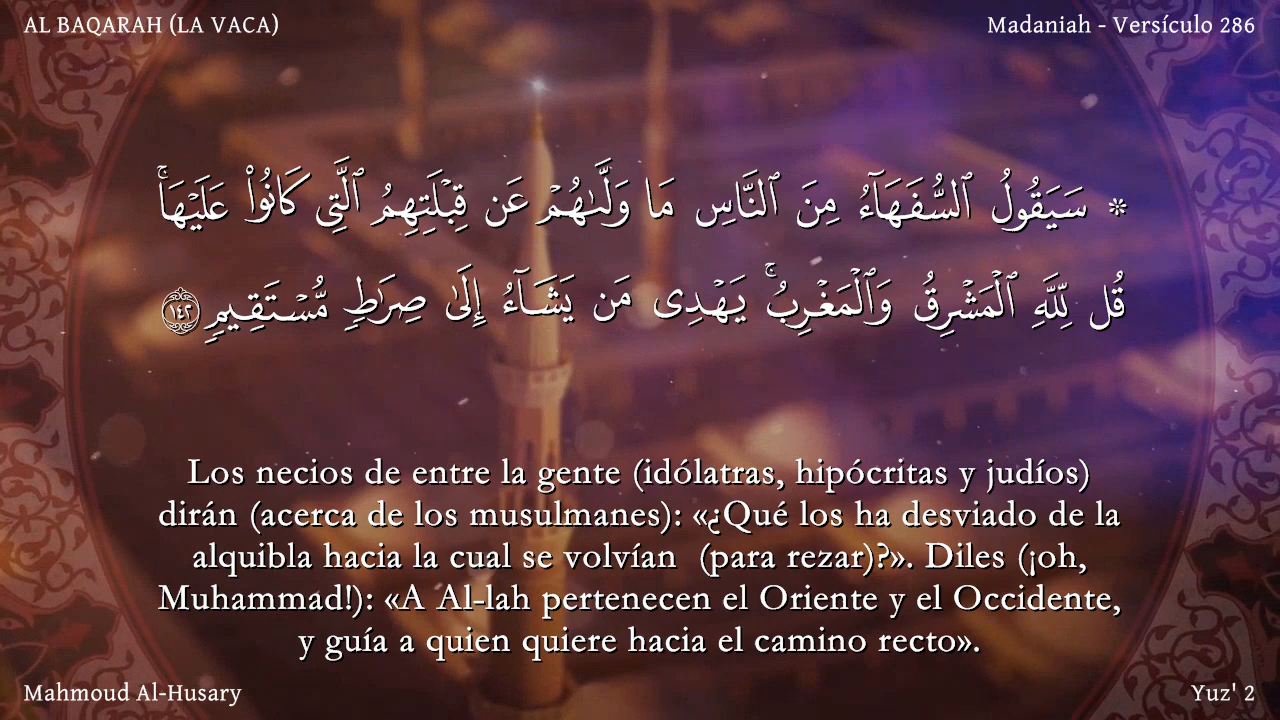 AL BAQARAH (LA VACA)
Madaniah - Versículo 286
۞ سَيَقُولُ ٱلسُّفَهَآءُ مِنَ ٱلنَّاسِ مَا وَلَّىٰهُمْ عَن قِبْلَتِهِمُ ٱلَّتِى كَانُوا۟ عَلَيْهَا ۚ
قُل لِّلَّهِ ٱلْمَشْرِقُ وَٱلْمَغْرِبُ ۚ يَهْدِى مَن يَشَآءُ إِلَىٰ صِرَٰطٍ مُّسْتَقِيمٍ ١٤٢
Los necios de entre la gente (idólatras, hipócritas y judíos)
dirán (acerca de los musulmanes): «¿Qué los ha desviado de la
alquibla hacia la cual se volvían (para rezar)?». Diles (¡oh,
Muhammad!): «A Al-lah pertenecen el Oriente y el Occidente,
y guía a quien quiere hacia el camino recto».
Mahmoud Al-Husary
Yuz' 2